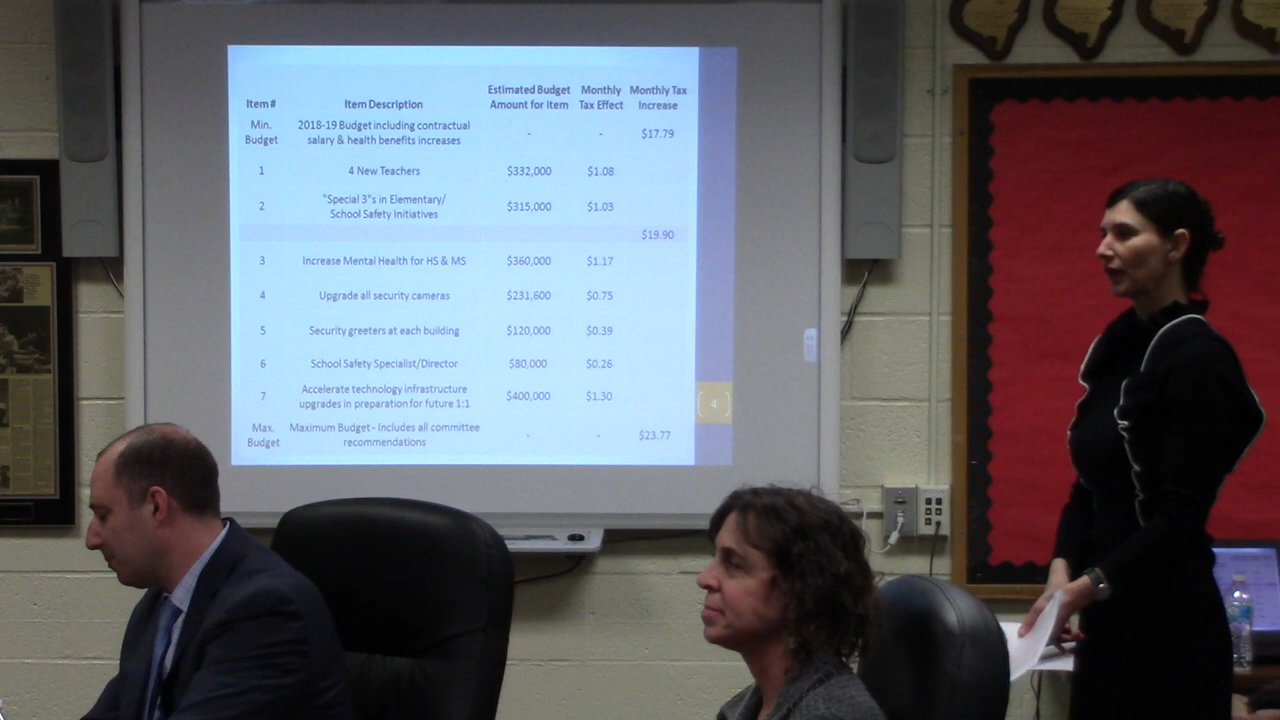 Estimated Budget Monthly Monthly Tax
Item # Item Description Amount for Item Tax Effect Increase
Min. 2018-19 Budget including contractual
Budget salary & health benefits increases - - $17.79
1 4 New Teachers $332,000 $1.08
2 "Special 3"s in Elementary/
School Safety Initiatives $315,000 $1.03
$19.90
3 Increase Mental Health for HS & MS $360,000 $1.17
4 Upgrade all security cameras $231,600 $0.75
5 Security greeters at each building $120,000 $0.39
6 School Safety Specialist/Director $80,000 $0.26
7 Accelerate technology infrastructure
upgrades in preparation for future 1:1 $400,000 $1.30
4
Max. Maximum Budget - Includes all committee
Budget recommendations - - $23.77